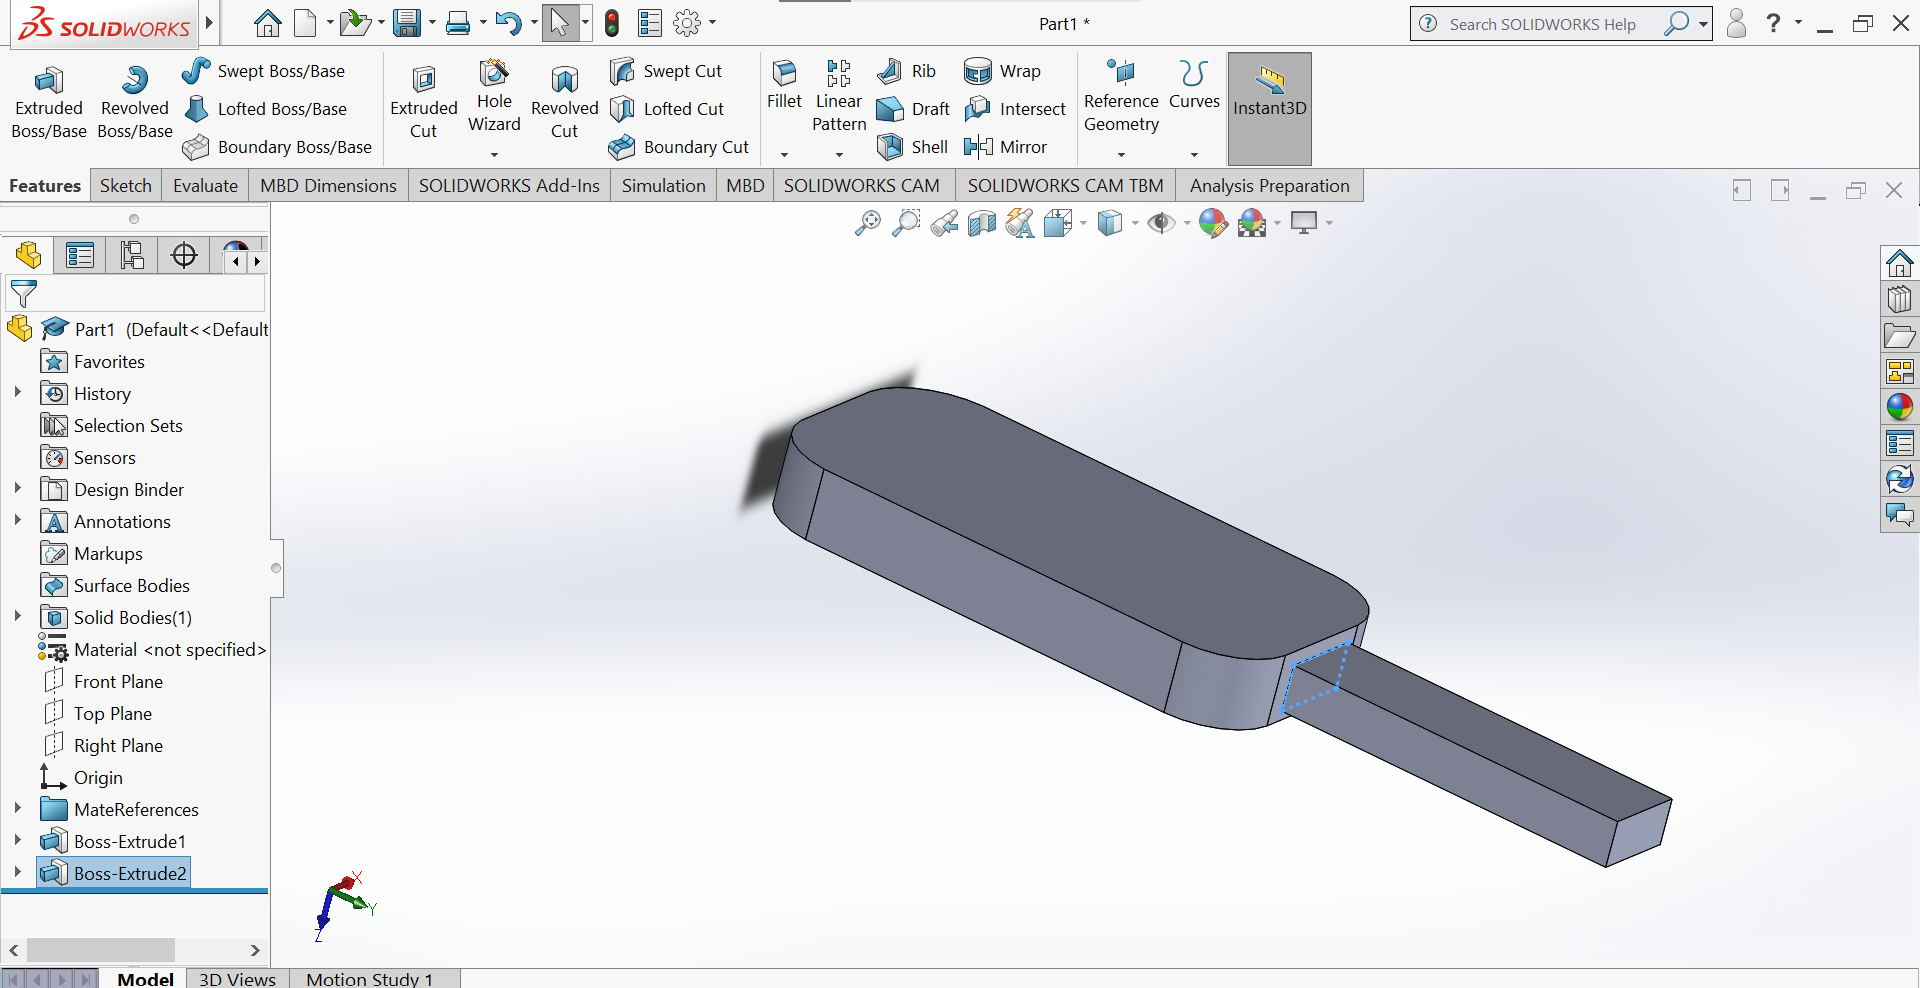 SOLIDWORKS
Part1 *
Search SOLIDWORKS Help
?
Extruded Boss/Base
Revolved Boss/Base
Swept Boss/Base
Lofted Boss/Base
Boundary Boss/Base
Extruded Cut
Hole Wizard
Revolved Cut
Swept Cut
Lofted Cut
Boundary Cut
Fillet
Linear Pattern
Rib
Draft
Shell
Wrap
Intersect
Mirror
Reference Geometry
Curves
Instant3D
Features
Sketch
Evaluate
MBD Dimensions
SOLIDWORKS Add-Ins
Simulation
MBD
SOLIDWORKS CAM
SOLIDWORKS CAM TBM
Analysis Preparation
Part1 (Default<<Default
Favorites
History
Selection Sets
Sensors
Design Binder
Annotations
Markups
Surface Bodies
Solid Bodies(1)
Material <not specified>
Front Plane
Top Plane
Right Plane
Origin
MateReferences
Boss-Extrude1
Boss-Extrude2
X
Y
Z
Model
3D Views
Motion Study 1